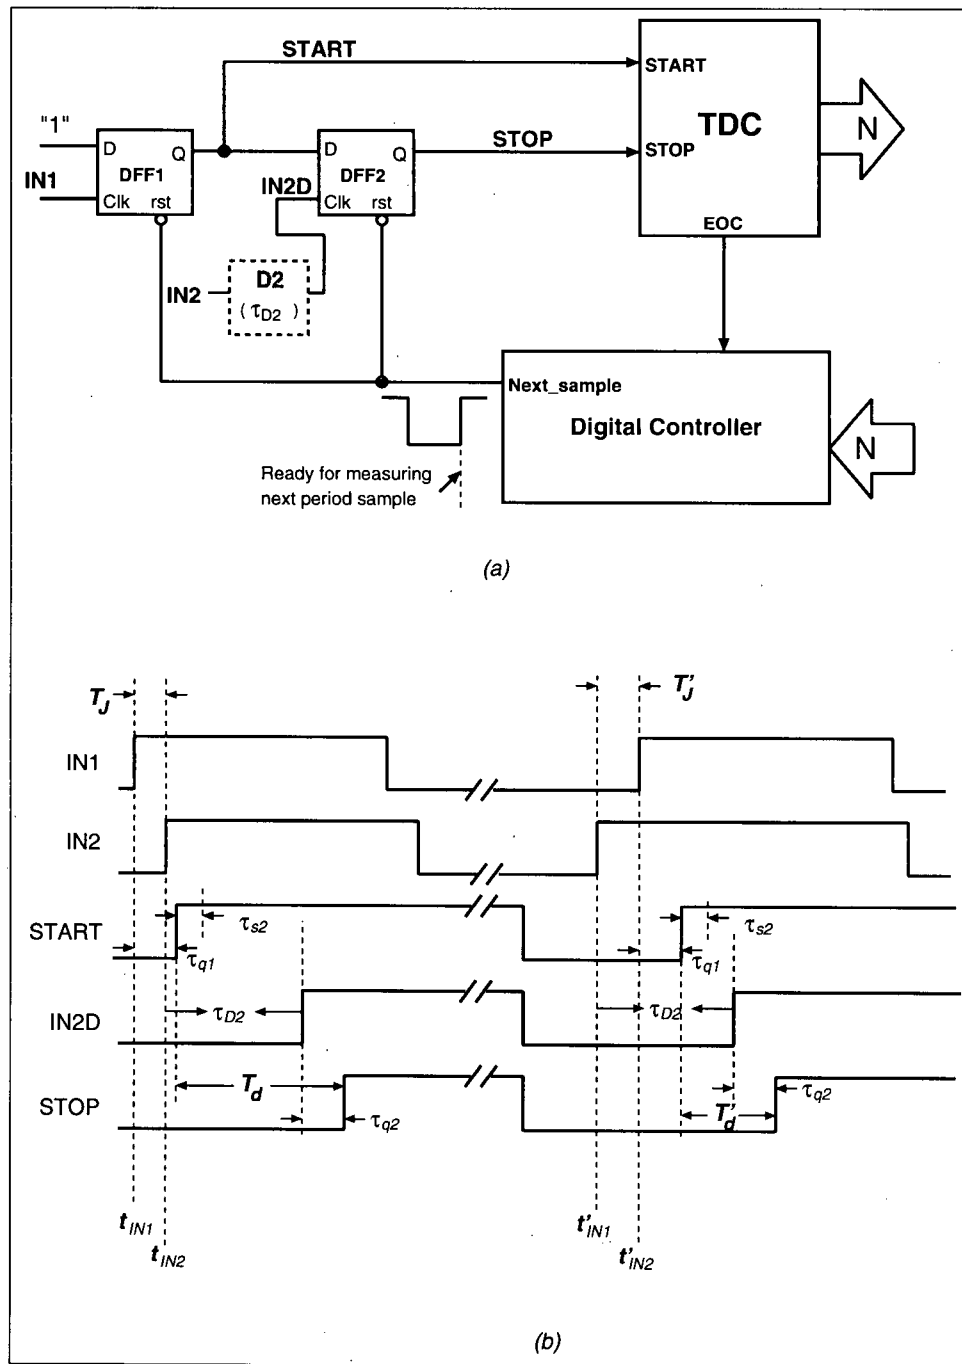 START
"1"
D Q
DFF1
IN1
Clk rst
D Q
DFF2
IN2D
Clk rst
STOP
START
TDC
STOP
EOC
N
D2
IN2
(τD2)
Next_sample
Digital Controller
N
Ready for measuring
next period sample
(a)
TJ T'J
IN1
IN2
START
τs2 τs2
τq1 τq1
IN2D
τD2 τD2
STOP
Td T'd
τq2 τq2
tIN1 t'IN1
tIN2 t'IN2
(b)